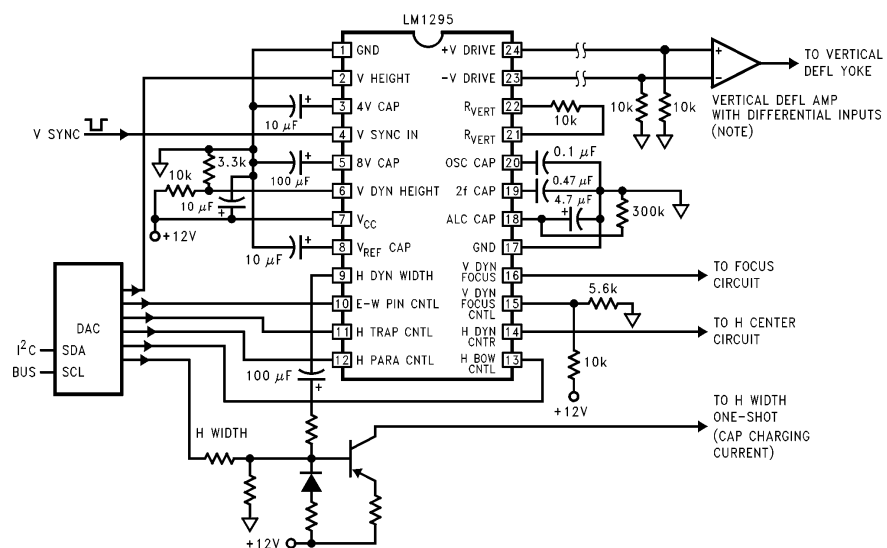 LM1295
1 GND
2 V HEIGHT
3 4V CAP
4 V SYNC IN
5 8V CAP
6 V DYN HEIGHT
7 VCC
8 VREF CAP
9 H DYN WIDTH
10 E-W PIN CNTL
11 H TRAP CNTL
12 H PARA CNTL
+V DRIVE 24
-V DRIVE 23
RVERT 22
RVERT 21
OSC CAP 20
2f CAP 19
ALC CAP 18
GND 17
V DYN
FOCUS 16
V DYN
FOCUS 15
CNTL
H DYN
CNTR 14
H BOW
CNTL 13
V SYNC
10 μF +
3.3k
100 μF +
10k
10 μF +
+12V
10 μF +
DAC
I2C SDA
BUS SCL
100 μF +
H WIDTH
+12V
+
−
TO VERTICAL
DEFL YOKE
10k
10k
VERTICAL DEFL AMP
WITH DIFFERENTIAL INPUTS
(NOTE)
10k
0.1 μF
0.47 μF
4.7 μF
+
300k
TO FOCUS
CIRCUIT
5.6k
TO H CENTER
CIRCUIT
10k
+12V
TO H WIDTH
ONE-SHOT
(CAP CHARGING
CURRENT)